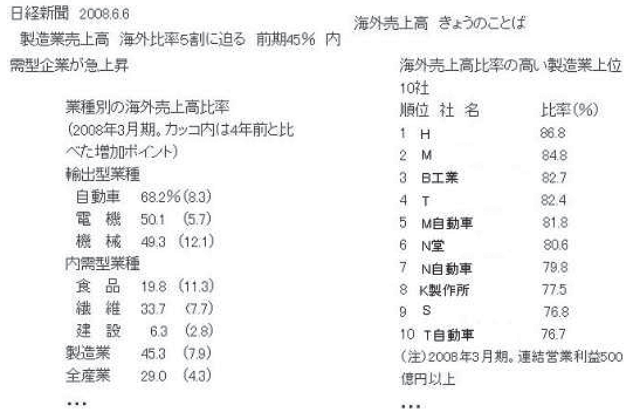 日経新聞 2008.6.6
製造業売上高 海外比率5割に迫る 前期45% 内
需型企業が急上昇
業種別の海外売上高比率
(2008年3月期。カッコ内は4年前と比
べた増加ポイント)
輸出型業種
自動車 68.2%(8.3)
電 機 50.1 (5.7)
機 械 49.3 (12.1)
内需型業種
食 品 19.8 (11.3)
繊 維 33.7 (7.7)
建 設 6.3 (2.8)
製造業 45.3 (7.9)
全産業 29.0 (4.3)
...
海外売上高 きょうのことば
海外売上高比率の高い製造業上位
10社
順位 社 名 比率(%)
1 H 86.8
2 M 84.8
3 B工業 82.7
4 T 82.4
5 M自動車 81.8
6 N堂 80.6
7 N自動車 79.8
8 K製作所 77.5
9 S 76.8
10 T自動車 76.7
(注)2008年3月期。連結営業利益500
億円以上
...